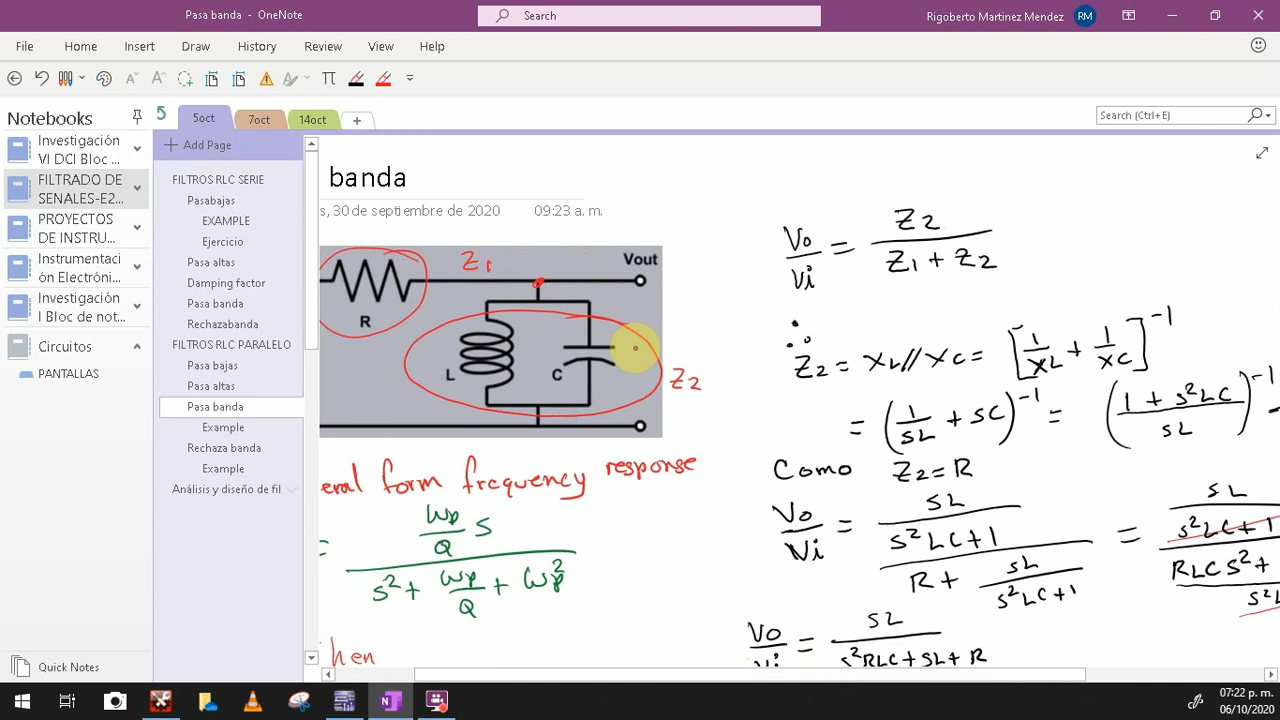 Pasa banda - OneNote
Search
Rigoberto Martinez Mendez
RM
File
Home
Insert
Draw
History
Review
View
Help
Notebooks
Investigación
VI DCI Bloc ...
FILTRADO DE
SENALES-E2...
PROYECTOS
DE INSTRU...
Instrumentaci
ón Electróni...
Investigación
I Bloc de not...
Circuitos
PANTALLAS
Quick Notes
5oct
7oct
14oct
+
Search (Ctrl+E)
Add Page
FILTROS RLC SERIE
Pasabajas
EXAMPLE
Ejercicio
Pasa altas
Damping factor
Pasa banda
Rechazabanda
FILTROS RLC PARALELO
Pasa bajas
Pasa altas
Pasa banda
Example
Rechaza banda
Example
Análisis y diseño de fil
banda
s, 30 de septiembre de 2020
09:23 a. m.
Z1
Vout
R
L
C
Z2
eral form frequency response
= (Wp/Q s) / (s² + Wp/Q + Wp²)
hen
Vo/Vi = Z2 / (Z1 + Z2)
∴
Z2 = XL//XC = [1/XL + 1/XC]^-1
= (1/SL + SC)^-1 = ((1 + s²LC)/SL)^-1
Como Z2=R
Vo/Vi = (SL/(s²LC+1)) / (R + SL/(s²LC+1)) =
SL
s²LC+1
RLCS²+
s²L
Vo/Vi = SL / (s²RLC+SL+R
07:22 p. m.
06/10/2020